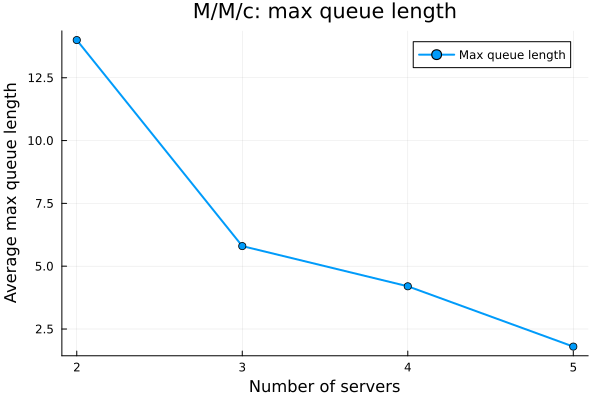 M/M/c: max queue length
Max queue length
Average max queue length
12.5
10.0
7.5
5.0
2.5
2
3
4
5
Number of servers